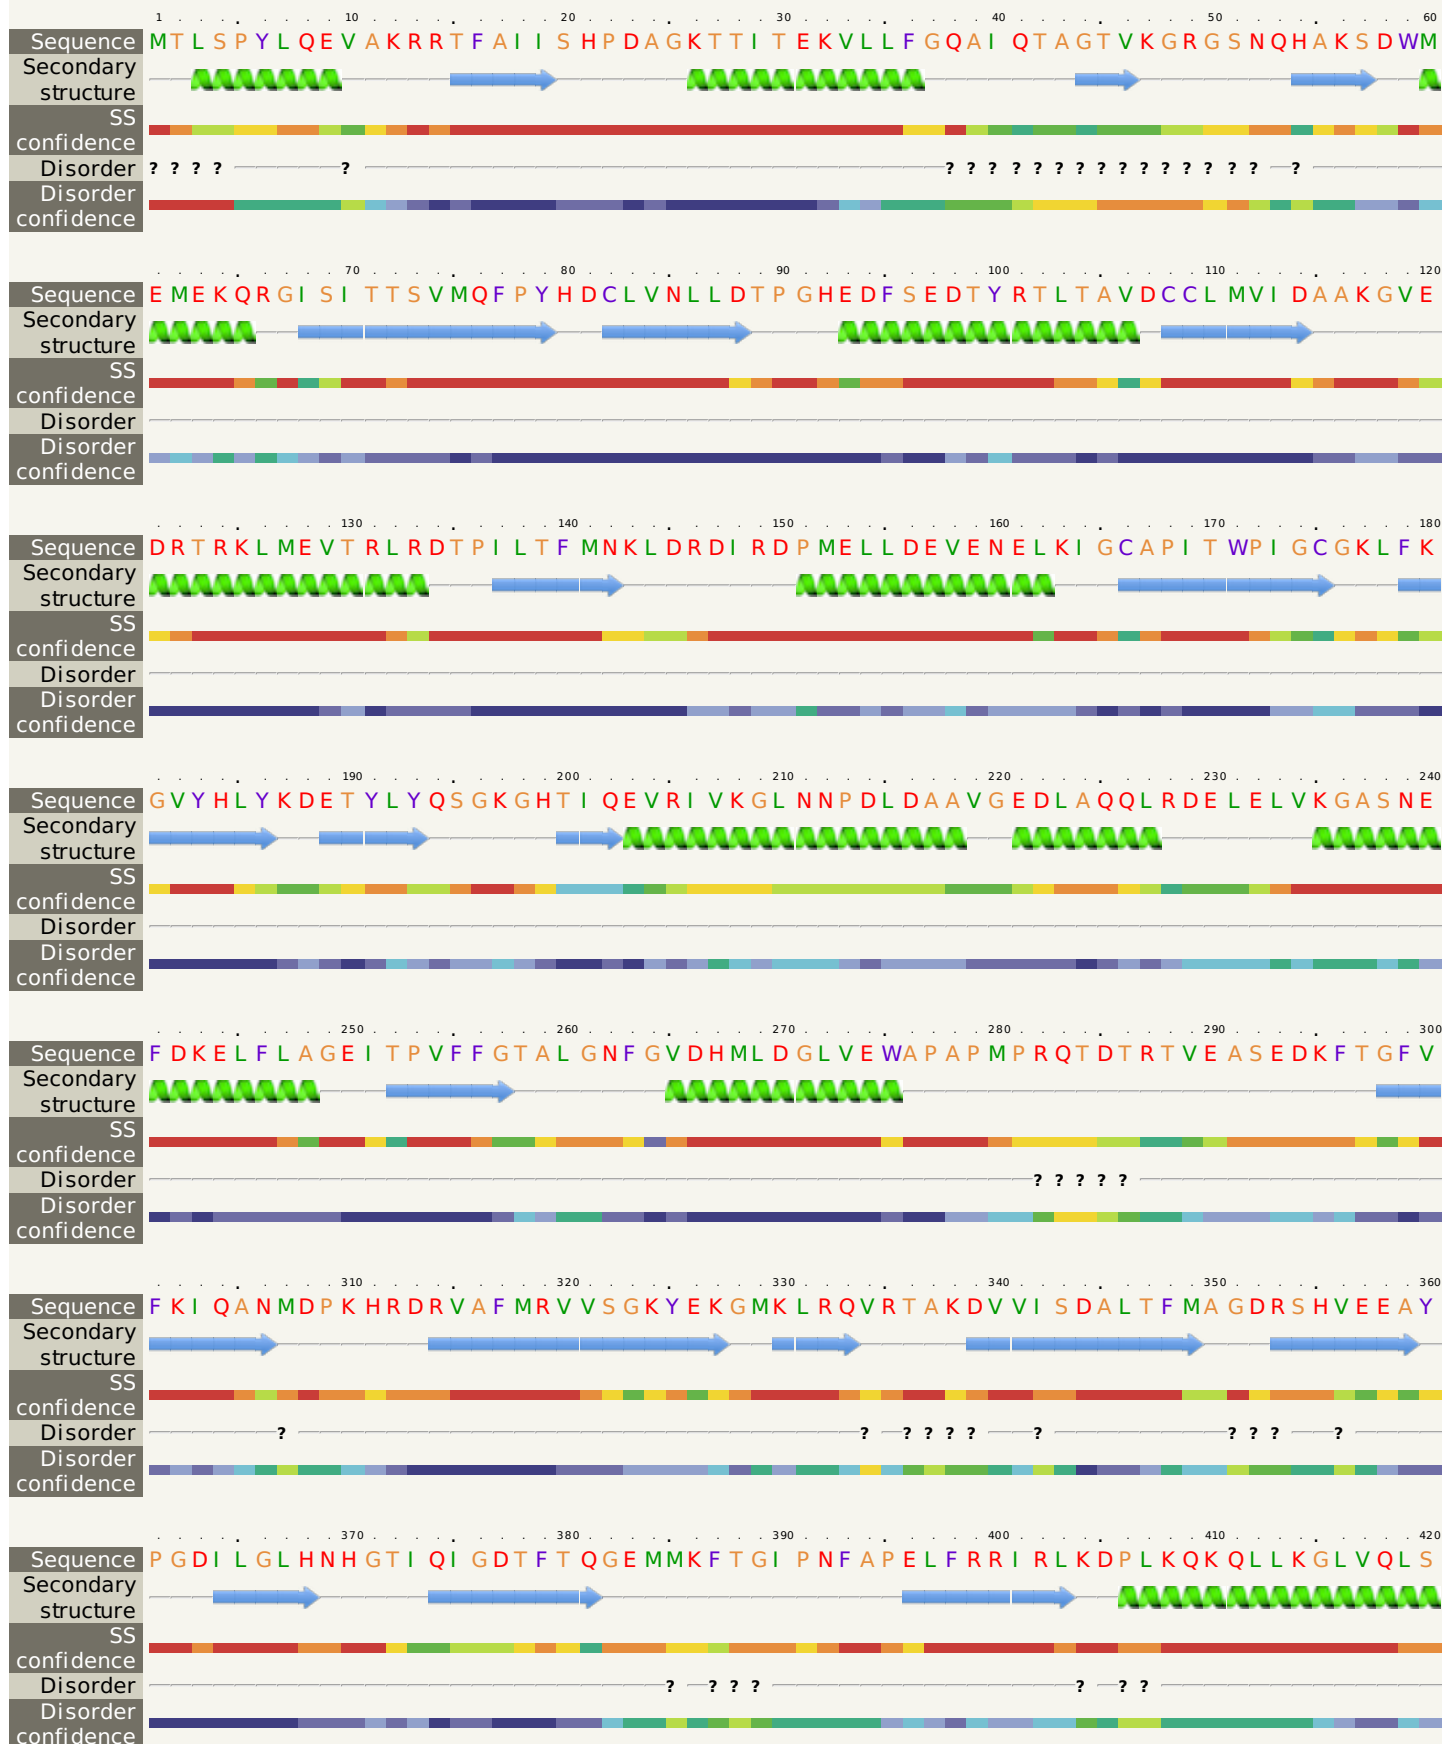 1 10 20 30 40 50 60
Sequence MTLSPYLQEVAKRRTFAIISHPDAGKTTITEKVLLFGQAIQTAGTVKGRGSNQHAKSDWM
Secondary
structure
SS
confidence
Disorder ? ? ? ? ? ? ? ? ? ? ? ? ? ? ? ? ? ? ? ? ?
Disorder
confidence
70 80 90 100 110 120
Sequence EMEKQRGISITTSVMQFPYHDCLVNLLDTPGHEDFSEDTYRTLTAVDCCLMVIDAAKGVE
Secondary
structure
SS
confidence
Disorder
Disorder
confidence
130 140 150 160 170 180
Sequence DRTRKLMEVTRLRDTPILTFMNKLDRDIRDPMELLDEVENELKIGCAPITWPIGCGKLFK
Secondary
structure
SS
confidence
Disorder
Disorder
confidence
190 200 210 220 230 240
Sequence GVYHLYKDETYLYQSGKGHTIQEVRIVKGLNNPDLDAAVGEDLAQQLRDELELVKGASNE
Secondary
structure
SS
confidence
Disorder
Disorder
confidence
250 260 270 280 290 300
Sequence FDKELFLAGEITPVFFGTALGNFGVDHMLDGLVEWAPAPMPRQTDTRTVEASEDKFTGFV
Secondary
structure
SS
confidence
Disorder ? ? ? ? ?
Disorder
confidence
310 320 330 340 350 360
Sequence FKIQANMDPKHRDRVAFMRVVSGKYEKGMKLRQVRTAKDVVISDALTFMAGDRSHVEEAY
Secondary
structure
SS
confidence
Disorder ? ? ? ? ? ? ? ? ? ? ?
Disorder
confidence
370 380 390 400 410 420
Sequence PGDILGLHNHGTIQIGDTFTQGEMMKFTGIPNFAPELFRRIRLKDPLKQKQLLKGLVQLS
Secondary
structure
SS
confidence
Disorder ? ? ? ? ? ? ?
Disorder
confidence